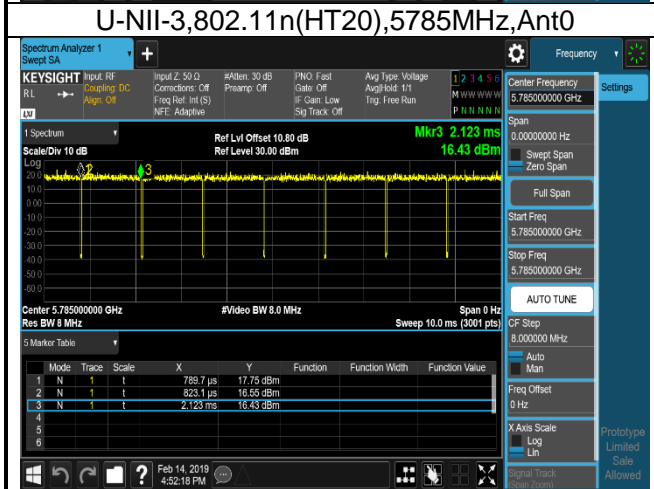 U-NII-3,802.11n(HT20),5785MHz,Ant0
Spectrum Analyzer 1
Swept SA
+
Frequency
KEYSIGHT
Input: RF
Input Z: 50 Ω
#Atten: 30 dB
PNO: Fast
Avg Type: Voltage
1 2 3 4 5 6
RL
Coupling: DC
Corrections: Off
Preamp: Off
Gate: Off
Avg|Hold: 1/1
M W W W W W
Align: Off
Freq Ref: Int (S)
IF Gain: Low
Trig: Free Run
NFE: Adaptive
Sig Track: Off
P N N N N N
LXI
1 Spectrum
Ref Lvl Offset 10.80 dB
Mkr3 2.123 ms
Scale/Div 10 dB
Ref Level 30.00 dBm
16.43 dBm
Log
20.0
10.0
0.00
-10.0
-20.0
-30.0
-40.0
-50.0
-60.0
2
3
Center 5.785000000 GHz
#Video BW 8.0 MHz
Span 0 Hz
Res BW 8 MHz
Sweep 10.0 ms (3001 pts)
5 Marker Table
Mode Trace Scale X Y Function Function Width Function Value
1 N 1 t 789.7 µs 17.75 dBm
2 N 1 t 823.1 µs 16.55 dBm
3 N 1 t 2.123 ms 16.43 dBm
4
5
6
Center Frequency
5.785000000 GHz
Settings
Span
0.00000000 Hz
Swept Span
Zero Span
Full Span
Start Freq
5.785000000 GHz
Stop Freq
5.785000000 GHz
AUTO TUNE
CF Step
8.000000 MHz
Auto
Man
Freq Offset
0 Hz
X Axis Scale
Log
Lin
Signal Track
(Span Zoom)
Prototype
Limited
Sale
Allowed
?
Feb 14, 2019
4:52:18 PM